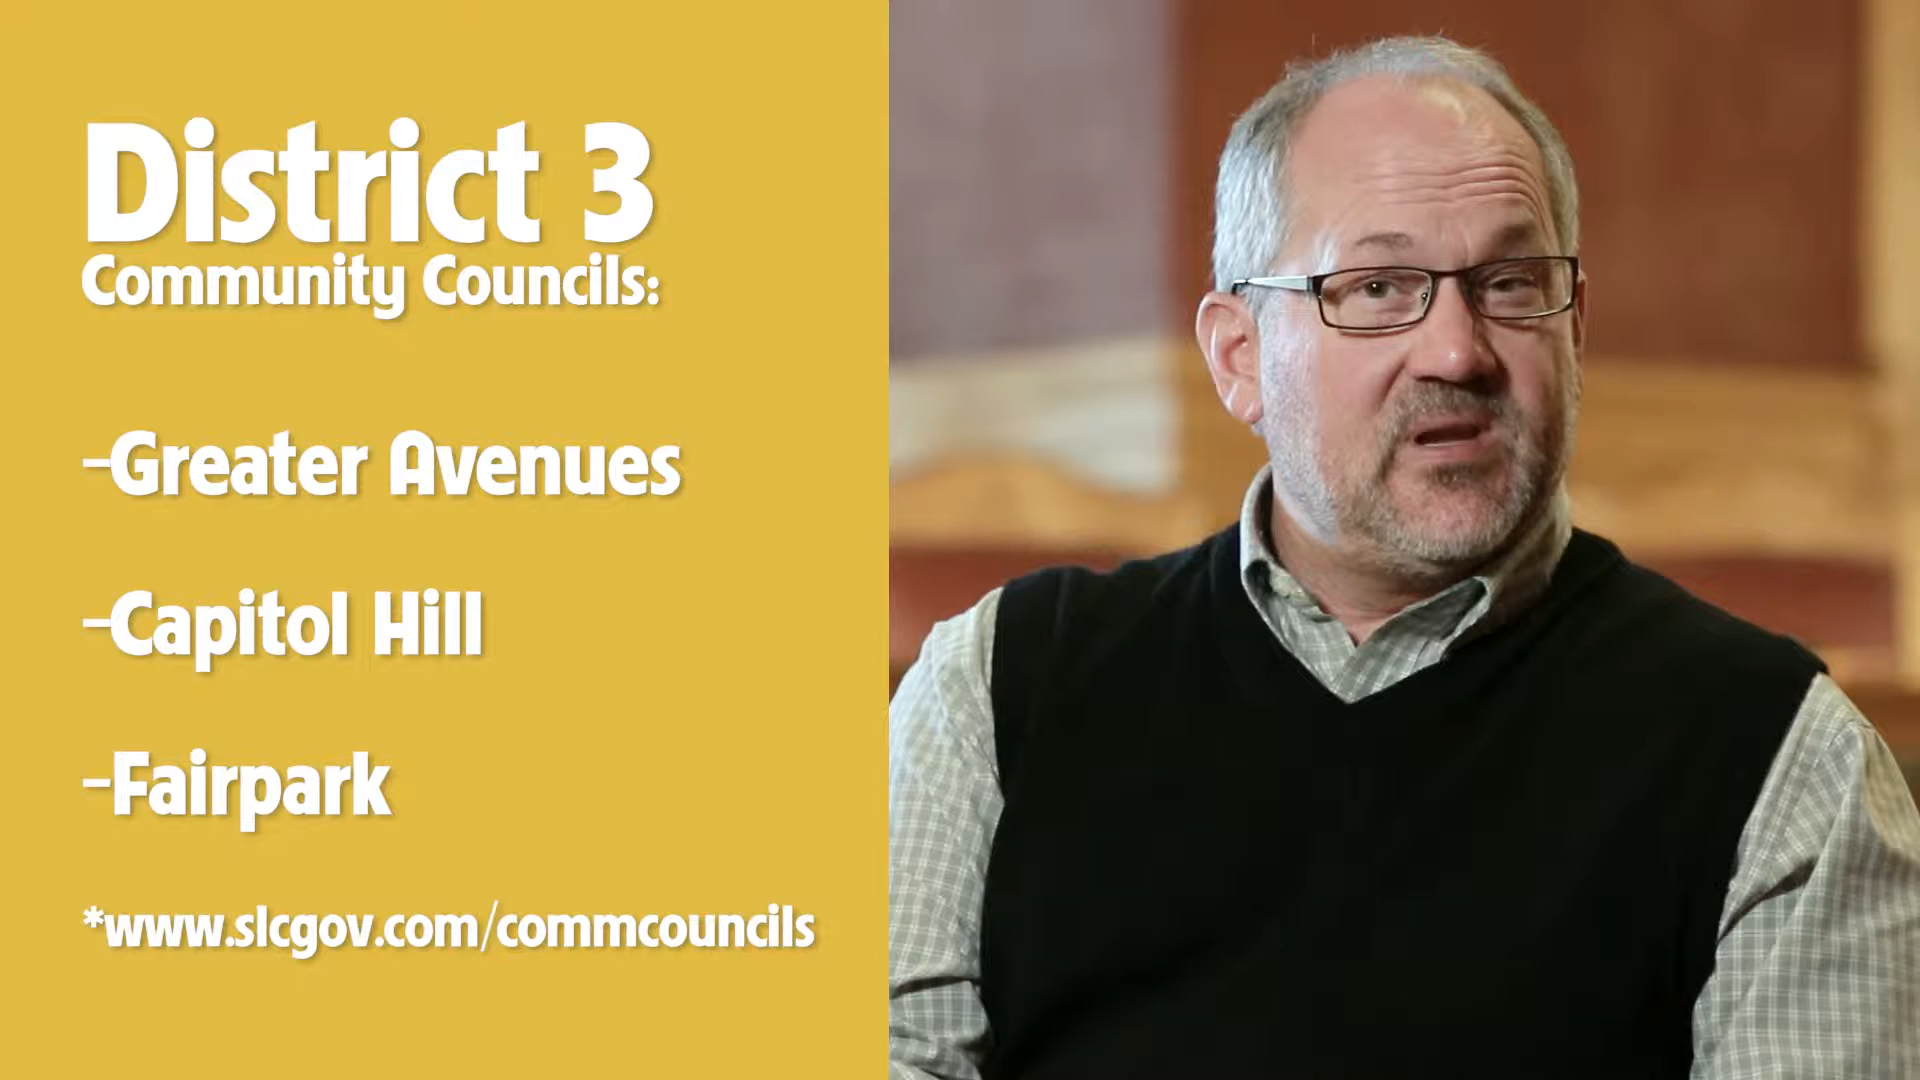 District 3
Community Councils:
-Greater Avenues
-Capitol Hill
-Fairpark
*www.slcgov.com/commcouncils